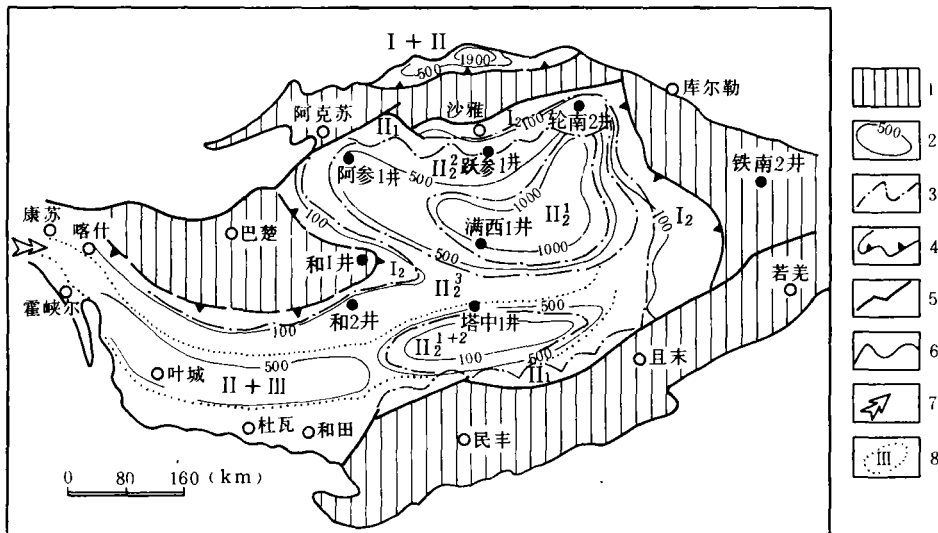 I + II
1900
500
库尔勒
阿克苏
沙雅
I₂
100
轮南2井
II₁
II₂²
跃参1井
阿参1井
500
1000
II₂¹
铁南2井
康苏
喀什
巴楚
100
满西1井
1000
100
I₂
和1井
I₂
500
II₂³
若羌
霍峡尔
100
和2井
塔中1井
500
II₂¹⁺²
100
500
II₁
且末
500
叶城
II + III
杜瓦
和田
民丰
0 80 160 (km)
1
500 2
3
4
5
6
7
III 8